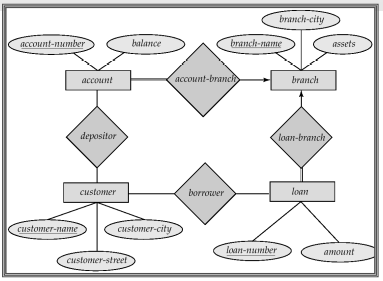 branch-city
account-number balance branch-name assets
account account-branch branch
depositor loan-branch
customer borrower loan
customer-name customer-city loan-number amount
customer-street